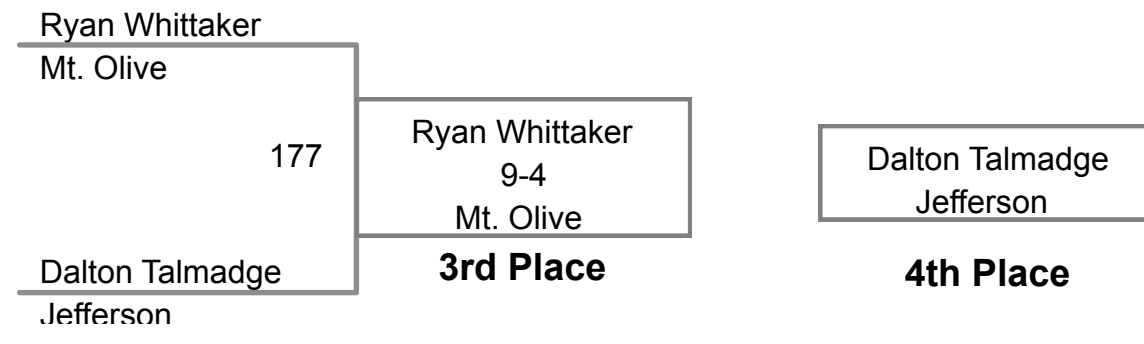 Ryan Whittaker
Mt. Olive
177
Dalton Talmadge
Jefferson
Ryan Whittaker
9-4
Mt. Olive
3rd Place
Dalton Talmadge
Jefferson
4th Place